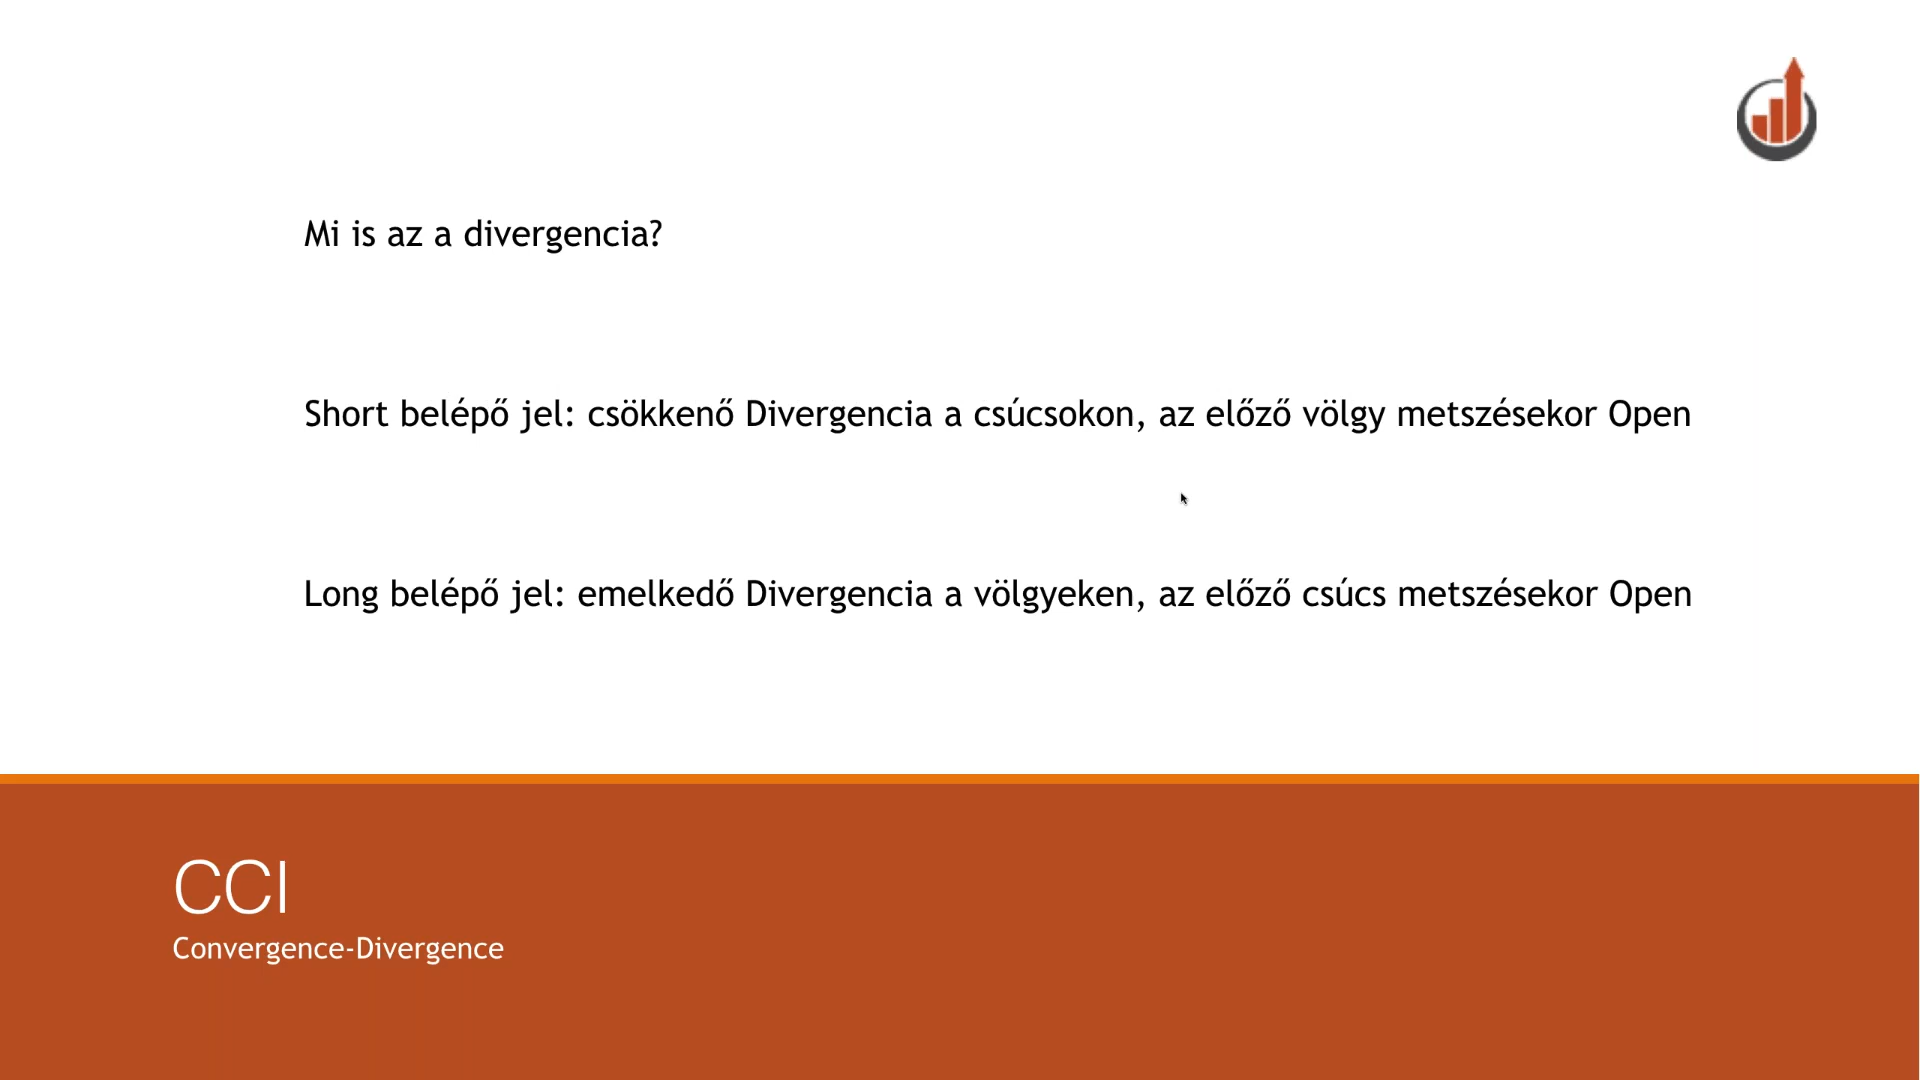 Mi is az a divergencia?
Short belépő jel: csökkenő Divergencia a csúcsokon, az előző völgy metszésekor Open
Long belépő jel: emelkedő Divergencia a völgyeken, az előző csúcs metszésekor Open
CCI
Convergence-Divergence